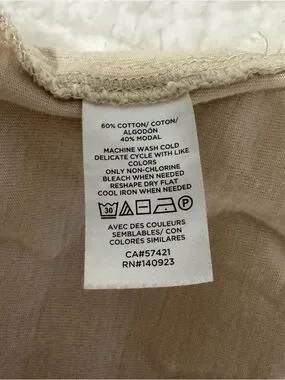 60% COTTON/ COTON/
ALGODÓN
40% MODAL
MACHINE WASH COLD
DELICATE CYCLE WITH LIKE
COLORS
ONLY NON-CHLORINE
BLEACH WHEN NEEDED
RESHAPE DRY FLAT
COOL IRON WHEN NEEDED
30
AVEC DES COULEURS
SEMBLABLES/ CON
COLORES SIMILARES
CA#57421
RN#140923